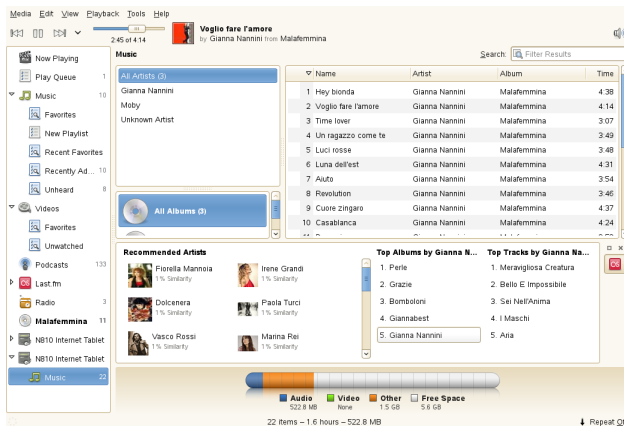 Media Edit View Playback Tools Help
Voglio fare l'amore
by Gianna Nannini from Malafemmina
2:45 of 4:14
Now Playing
Play Queue 1
Music 10
Favorites
New Playlist
Recent Favorites
Recently Ad... 10
Unheard 8
Videos
Favorites
Unwatched
Podcasts 133
Last.fm
Radio 3
Malafemmina 11
N810 Internet Tablet
N810 Internet Tablet
Music 22
Music
Search: Filter Results
All Artists (3)
Gianna Nannini
Moby
Unknown Artist
All Albums (3)
Name Artist Album Time
1 Hey bionda Gianna Nannini Malafemmina 4:38
2 Voglio fare l'amore Gianna Nannini Malafemmina 4:14
3 Time lover Gianna Nannini Malafemmina 3:07
4 Un ragazzo come te Gianna Nannini Malafemmina 3:49
5 Luci rosse Gianna Nannini Malafemmina 3:48
6 Luna dell'est Gianna Nannini Malafemmina 4:31
7 Aiuto Gianna Nannini Malafemmina 3:54
8 Revolution Gianna Nannini Malafemmina 3:46
9 Cuore zingaro Gianna Nannini Malafemmina 4:37
10 Casablanca Gianna Nannini Malafemmina 4:24
Recommended Artists
Fiorella Mannoia
1% Similarity
Irene Grandi
1% Similarity
Dolcenera
1% Similarity
Paola Turci
1% Similarity
Vasco Rossi
1% Similarity
Marina Rei
1% Similarity
Top Albums by Gianna N...
1. Perle
2. Grazie
3. Bomboloni
4. Giannabest
5. Gianna Nannini
Top Tracks by Gianna Na...
1. Meravigliosa Creatura
2. Bello E Impossibile
3. Sei Nell'Anima
4. I Maschi
5. Aria
Audio
522.8 MB
Video
None
Other
1.5 GB
Free Space
5.6 GB
22 items – 1.6 hours – 522.8 MB
Repeat